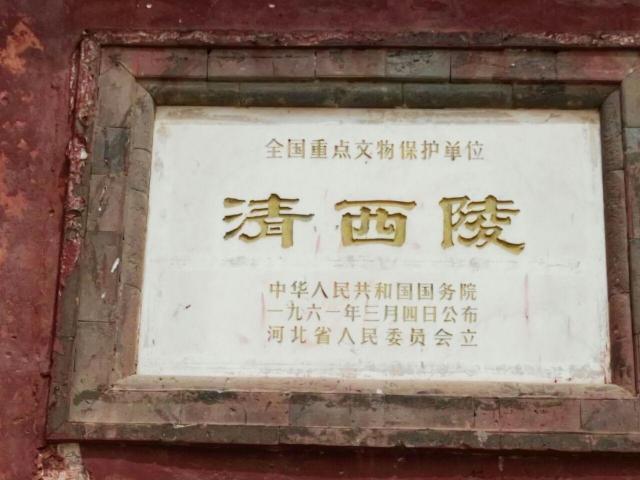 全国重点文物保护单位
清西陵
中华人民共和国国务院
一九六一年三月四日公布
河北省人民委员会立